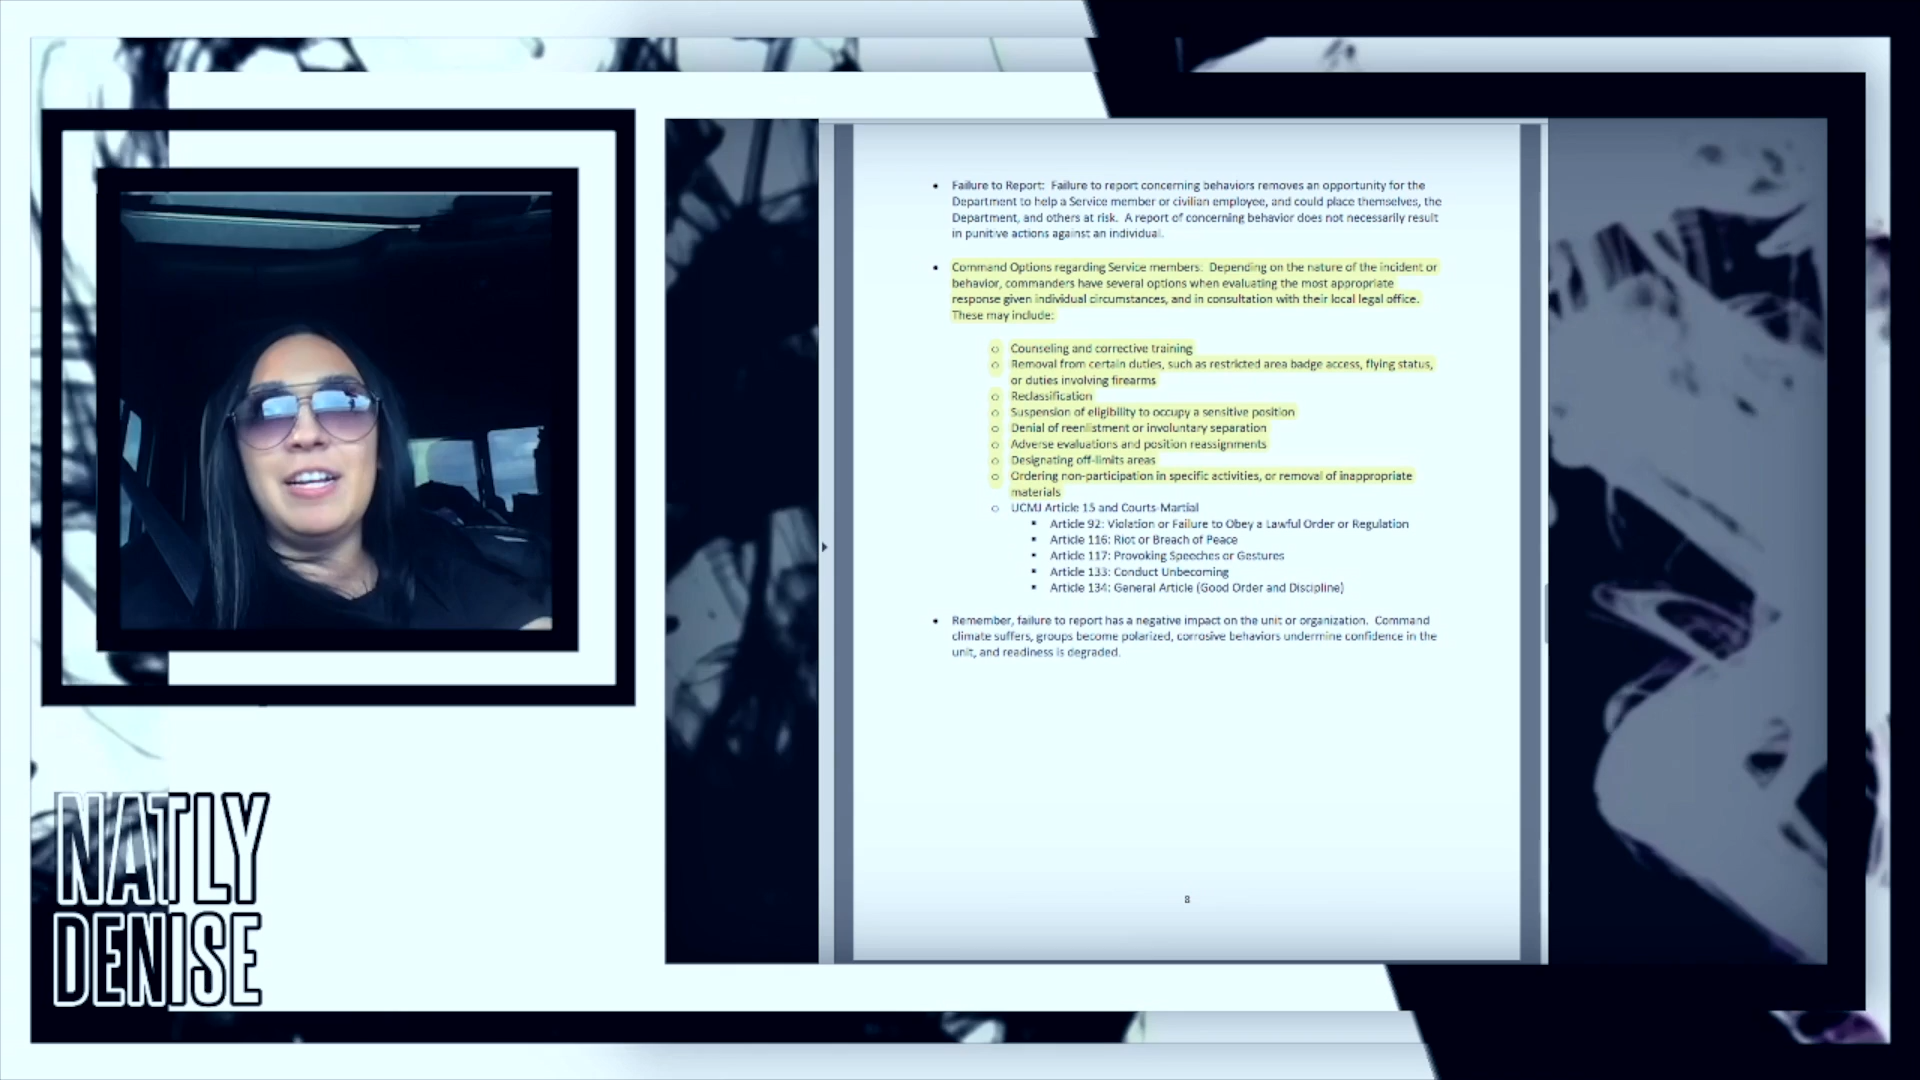 Failure to Report: Failure to report concerning behaviors removes an opportunity for the
Department to help a Service member or civilian employee, and could place themselves, the
Department, and others at risk. A report of concerning behavior does not necessarily result
in punitive actions against an individual.
Command Options regarding Service members: Depending on the nature of the incident or
behavior, commanders have several options when evaluating the most appropriate
response given individual circumstances, and in consultation with their local legal office.
These may include:
Counseling and corrective training
Removal from certain duties, such as restricted area badge access, flying status,
or duties involving firearms
Reclassification
Suspension of eligibility to occupy a sensitive position
Denial of reenlistment or involuntary separation
Adverse evaluations and position reassignments
Designating off-limits areas
Ordering non-participation in specific activities, or removal of inappropriate
materials
UCMJ Article 15 and Courts-Martial
Article 92: Violation or Failure to Obey a Lawful Order or Regulation
Article 116: Riot or Breach of Peace
Article 117: Provoking Speeches or Gestures
Article 133: Conduct Unbecoming
Article 134: General Article (Good Order and Discipline)
Remember, failure to report has a negative impact on the unit or organization. Command
climate suffers, groups become polarized, corrosive behaviors undermine confidence in the
unit, and readiness is degraded.
8
NATLY
DENISE